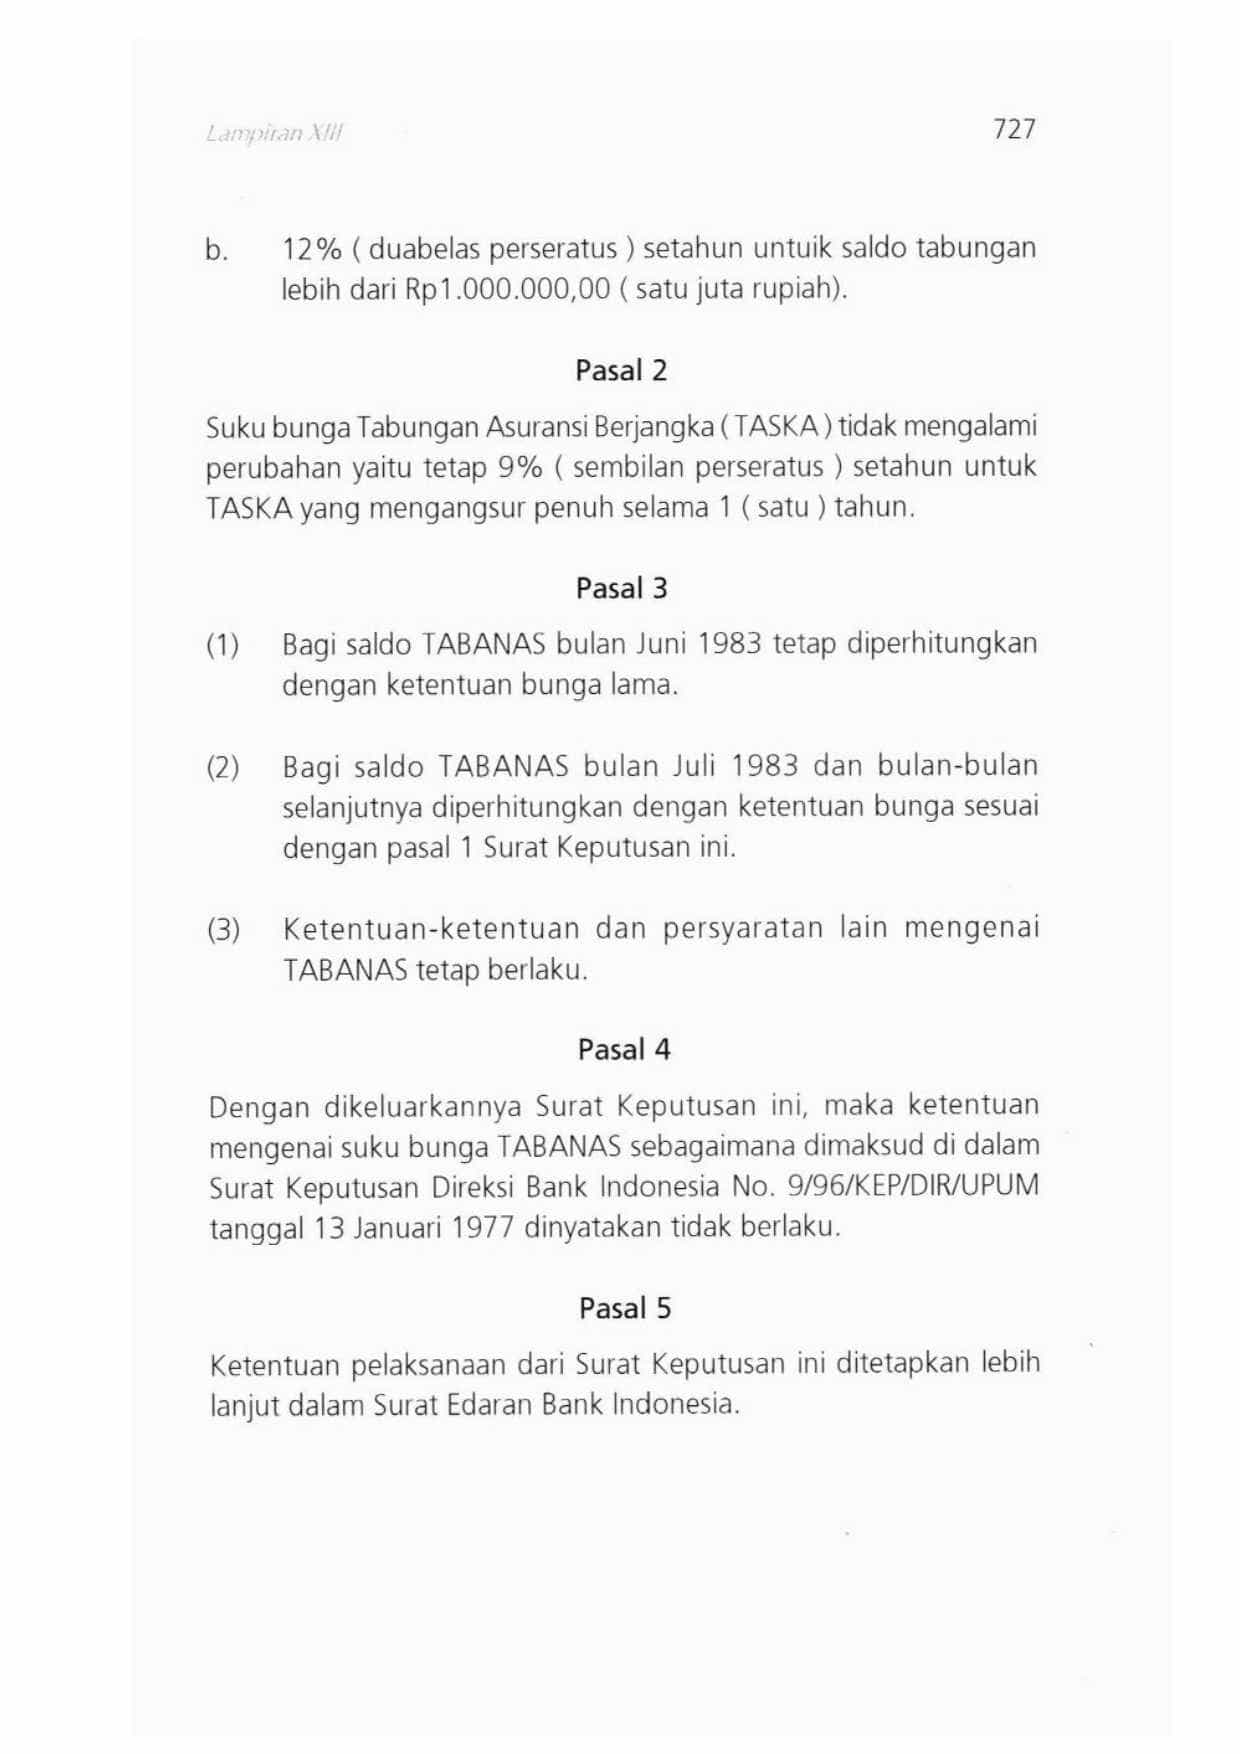 Lampiran XIII 727
b. 12% ( duabelas perseratus ) setahun untuik saldo tabungan
lebih dari Rp1.000.000,00 ( satu juta rupiah).
Pasal 2
Suku bunga Tabungan Asuransi Berjangka ( TASKA ) tidak mengalami
perubahan yaitu tetap 9% ( sembilan perseratus ) setahun untuk
TASKA yang mengangsur penuh selama 1 ( satu ) tahun.
Pasal 3
(1) Bagi saldo TABANAS bulan Juni 1983 tetap diperhitungkan
dengan ketentuan bunga lama.
(2) Bagi saldo TABANAS bulan Juli 1983 dan bulan-bulan
selanjutnya diperhitungkan dengan ketentuan bunga sesuai
dengan pasal 1 Surat Keputusan ini.
(3) Ketentuan-ketentuan dan persyaratan lain mengenai
TABANAS tetap berlaku.
Pasal 4
Dengan dikeluarkannya Surat Keputusan ini, maka ketentuan
mengenai suku bunga TABANAS sebagaimana dimaksud di dalam
Surat Keputusan Direksi Bank Indonesia No. 9/96/KEP/DIR/UPUM
tanggal 13 Januari 1977 dinyatakan tidak berlaku.
Pasal 5
Ketentuan pelaksanaan dari Surat Keputusan ini ditetapkan lebih
lanjut dalam Surat Edaran Bank Indonesia.